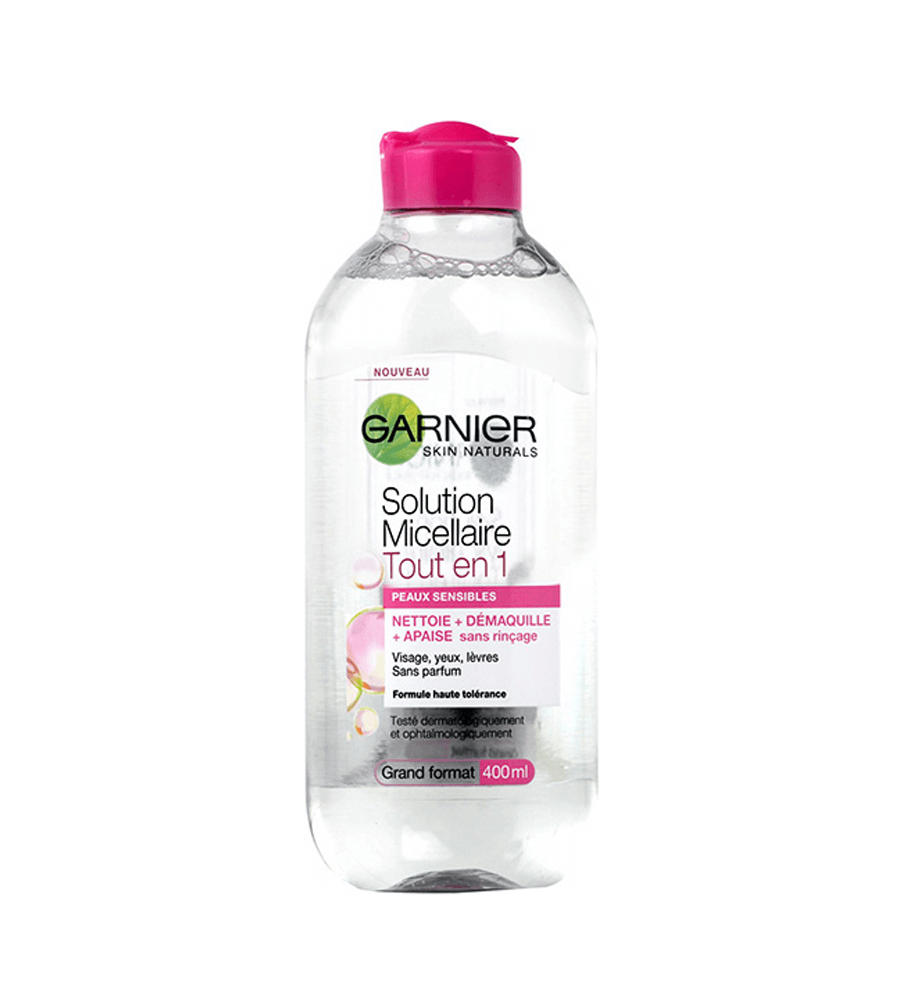 NOUVEAU
GARNIER
SKIN NATURALS
Solution
Micellaire
Tout en 1
PEAUX SENSIBLES
NETTOIE + DÉMAQUILLE
+ APAISE sans rinçage
Visage, yeux, lèvres
Sans parfum
Formule haute tolérance
Testé dermatologiquement
et ophtalmologiquement
Grand format 400ml